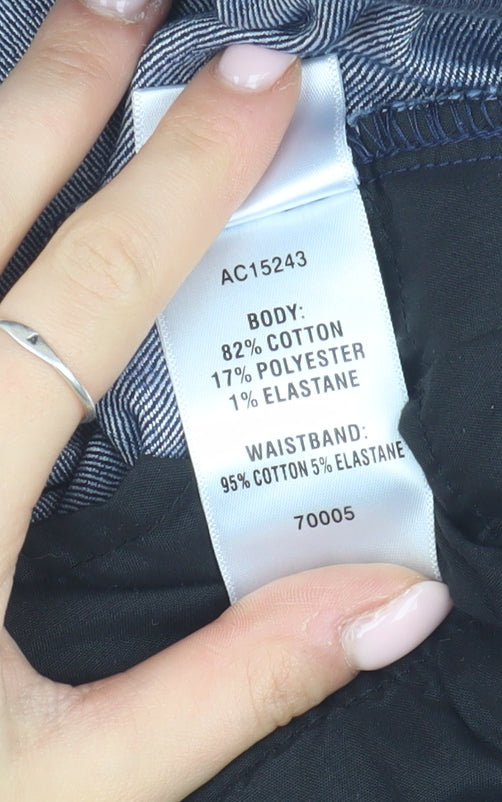 AC15243
BODY:
82% COTTON
17% POLYESTER
1% ELASTANE
WAISTBAND:
95% COTTON 5% ELASTANE
70005